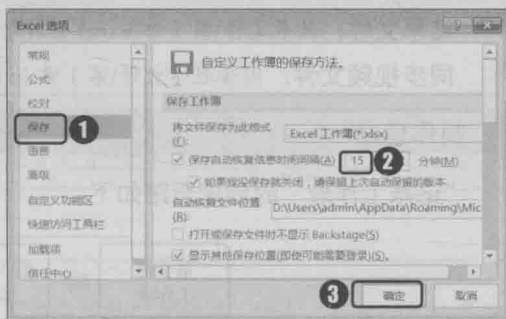 Excel 选项
常规
公式
校对
保存
语言
高级
自定义功能区
快速访问工具栏
加载项
信任中心
自定义工作簿的保存方法。
保存工作簿
将文件保存为此格式(F): Excel 工作簿(*.xlsx)
保存自动恢复信息时间间隔(A) 15 分钟(M)
如果我没保存就关闭，请保留上次自动保留的版本
自动恢复文件位置(R): D:\Users\admin\AppData\Roaming\Mic
打开或保存文件时不显示 Backstage(S)
显示其他保存位置(即使可能需要登录)(S)。
确定
取消
1
2
3